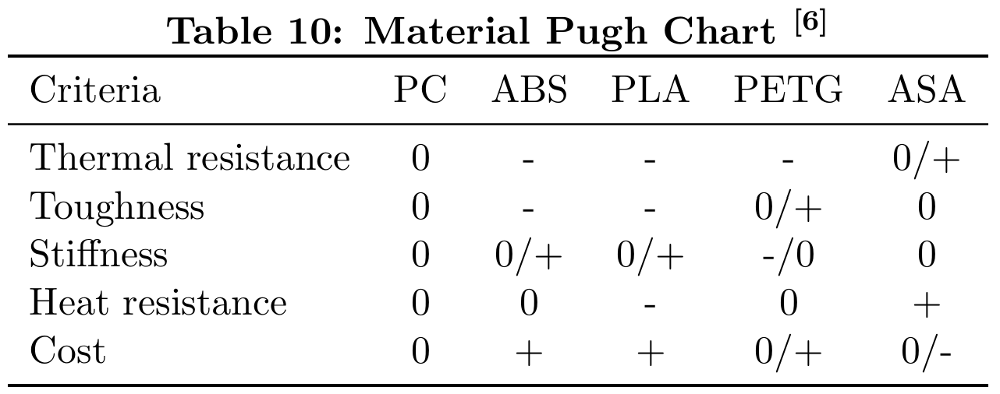 Table 10: Material Pugh Chart [6]
Criteria PC ABS PLA PETG ASA
Thermal resistance 0 - - - 0/+
Toughness 0 - - 0/+ 0
Stiffness 0 0/+ 0/+ -/0 0
Heat resistance 0 0 - 0 +
Cost 0 + + 0/+ 0/-